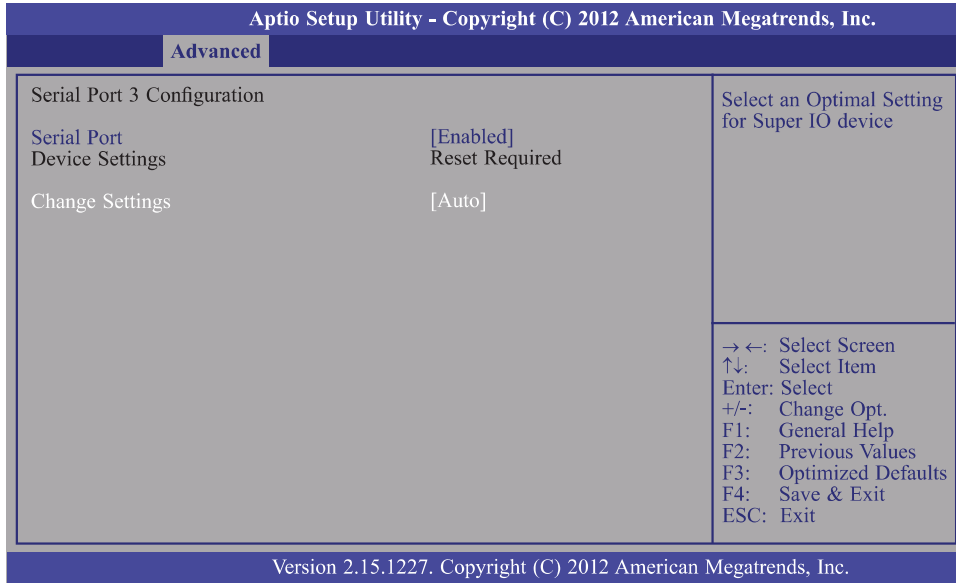 Aptio Setup Utility - Copyright (C) 2012 American Megatrends, Inc.
Advanced
Serial Port 3 Configuration
Serial Port [Enabled]
Device Settings Reset Required
Change Settings [Auto]
Select an Optimal Setting
for Super IO device
→ ←: Select Screen
↑↓: Select Item
Enter: Select
+/-: Change Opt.
F1: General Help
F2: Previous Values
F3: Optimized Defaults
F4: Save & Exit
ESC: Exit
Version 2.15.1227. Copyright (C) 2012 American Megatrends, Inc.